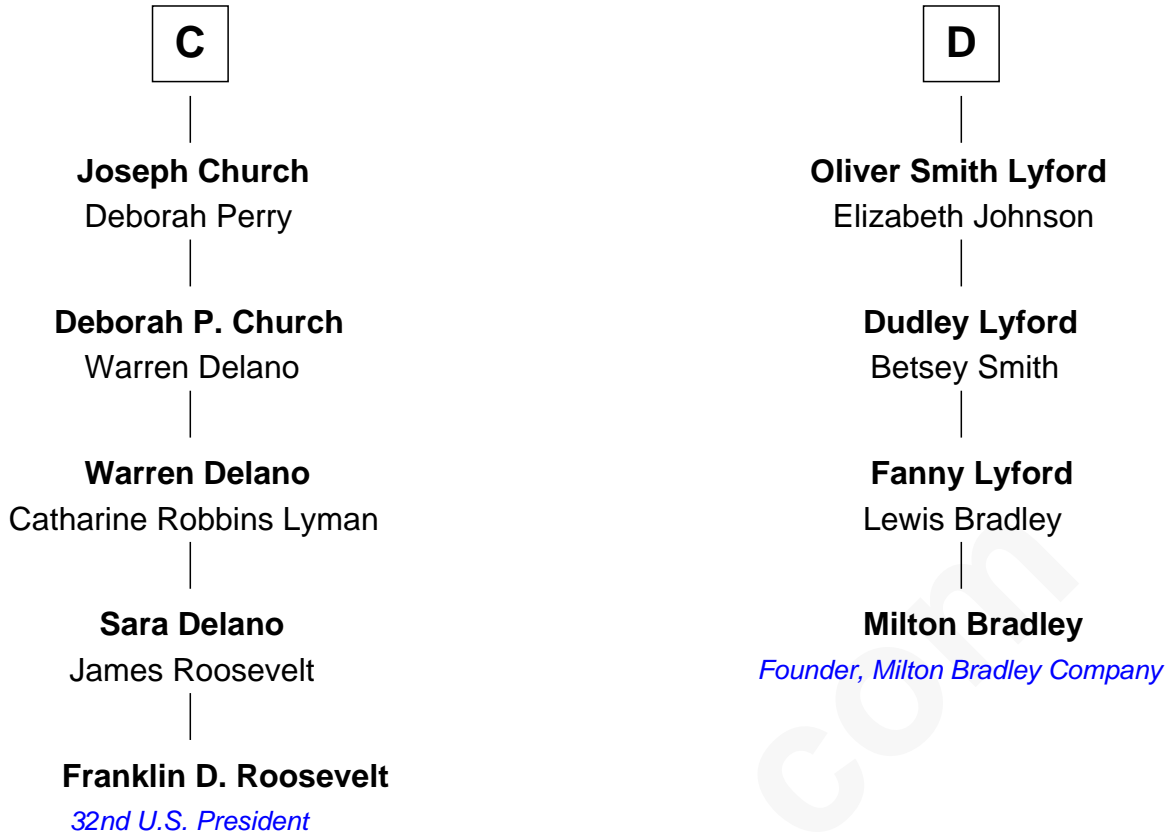 C
Joseph Church
Deborah Perry
Deborah P. Church
Warren Delano
Warren Delano
Catharine Robbins Lyman
Sara Delano
James Roosevelt
Franklin D. Roosevelt
32nd U.S. President
D
Oliver Smith Lyford
Elizabeth Johnson
Dudley Lyford
Betsey Smith
Fanny Lyford
Lewis Bradley
Milton Bradley
Founder, Milton Bradley Company
com